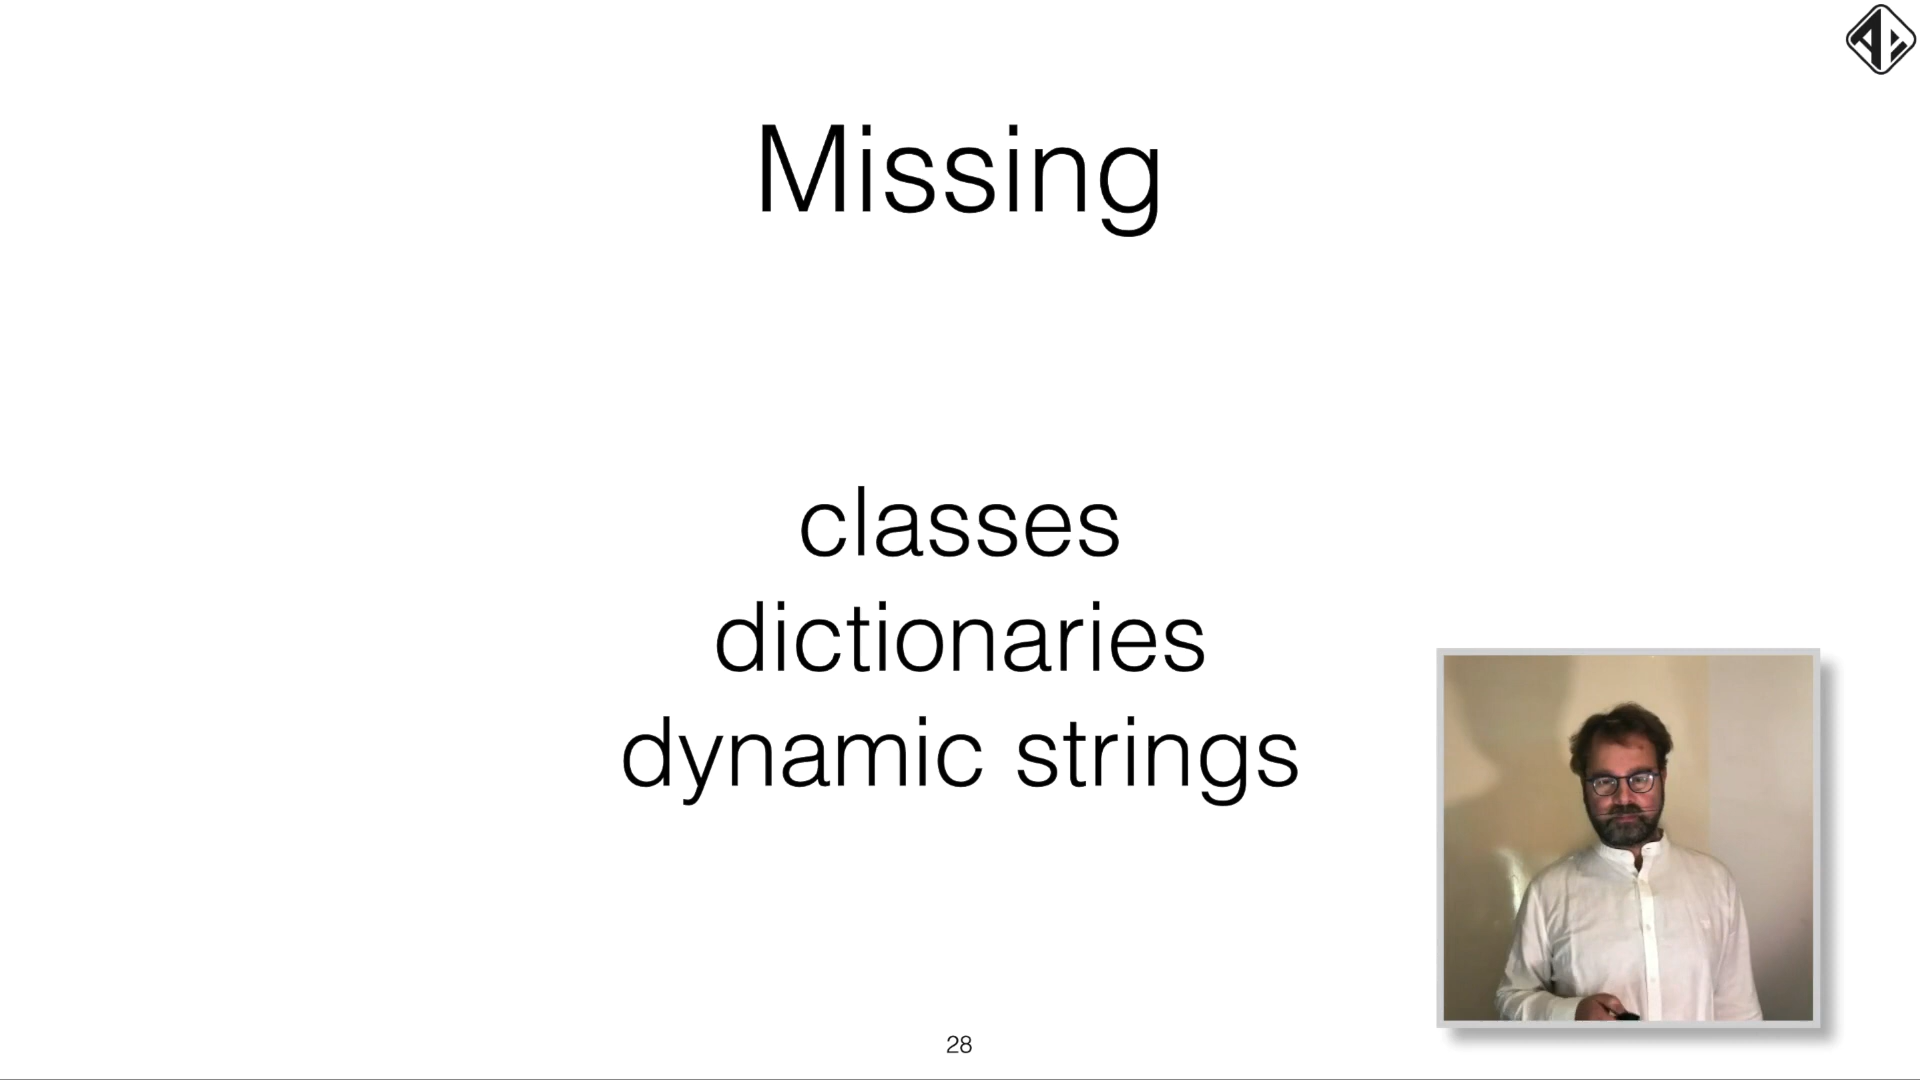 Missing
classes
dictionaries
dynamic strings
28